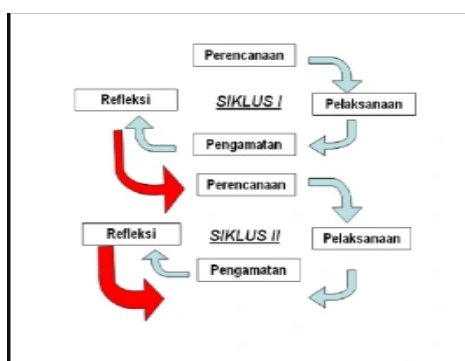 Perencanaan
Refleksi
SIKLUS I
Pelaksanaan
Pengamatan
Perencanaan
Refleksi
SIKLUS II
Pelaksanaan
Pengamatan